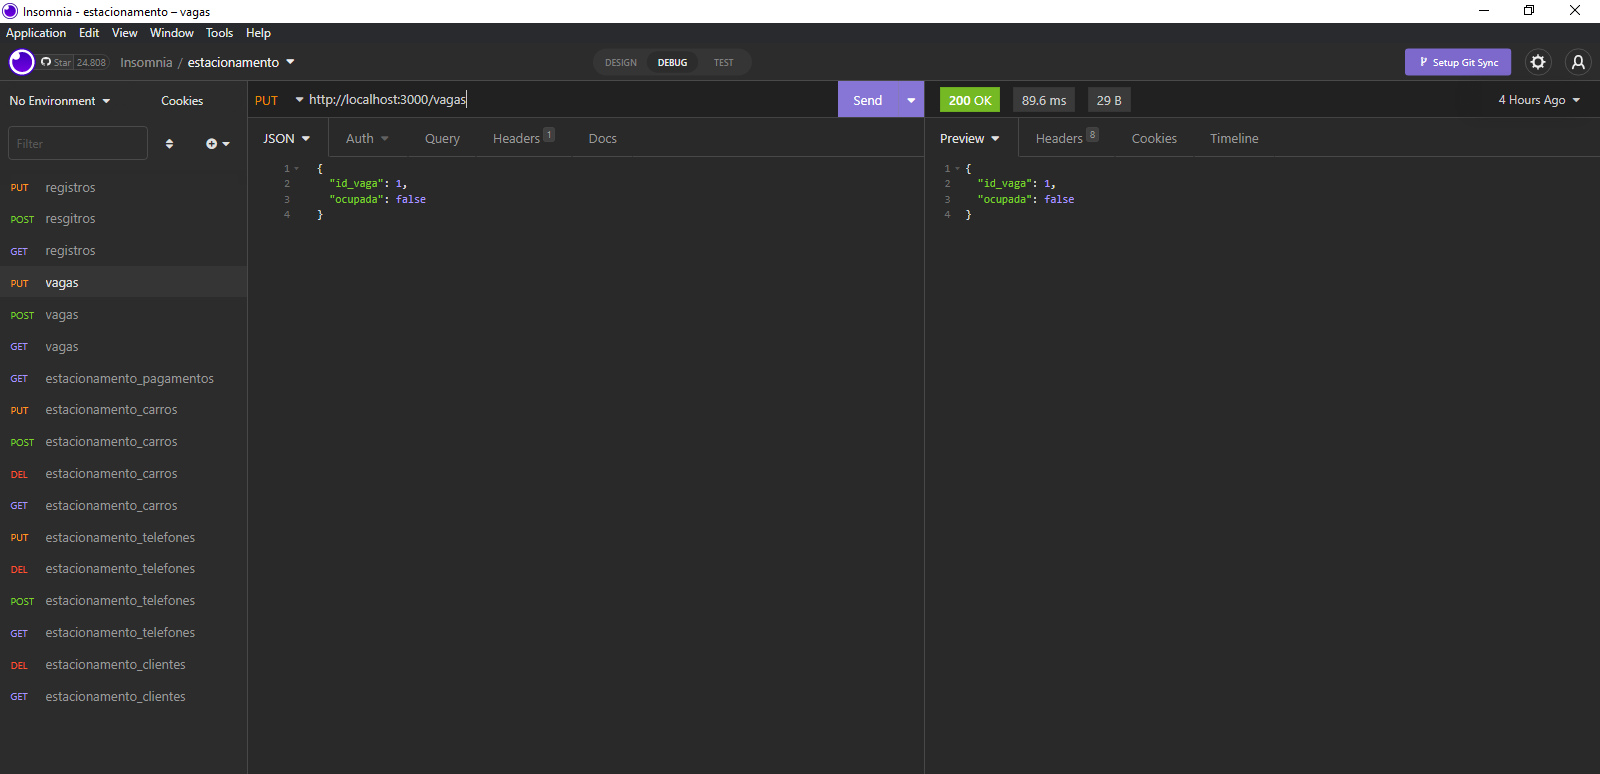 Insomnia - estacionamento – vagas
Application Edit View Window Tools Help
Star 24.808 Insomnia / estacionamento DESIGN DEBUG TEST Setup Git Sync
No Environment Cookies
Filter
PUT registros
POST resgitros
GET registros
PUT vagas
POST vagas
GET vagas
GET estacionamento_pagamentos
PUT estacionamento_carros
POST estacionamento_carros
DEL estacionamento_carros
GET estacionamento_carros
PUT estacionamento_telefones
DEL estacionamento_telefones
POST estacionamento_telefones
GET estacionamento_telefones
DEL estacionamento_clientes
GET estacionamento_clientes
PUT http://localhost:3000/vagas Send
JSON Auth Query Headers 1 Docs
1 {
2 "id_vaga": 1,
3 "ocupada": false
4 }
200 OK 89.6 ms 29 B 4 Hours Ago
Preview Headers 8 Cookies Timeline
1 {
2 "id_vaga": 1,
3 "ocupada": false
4 }